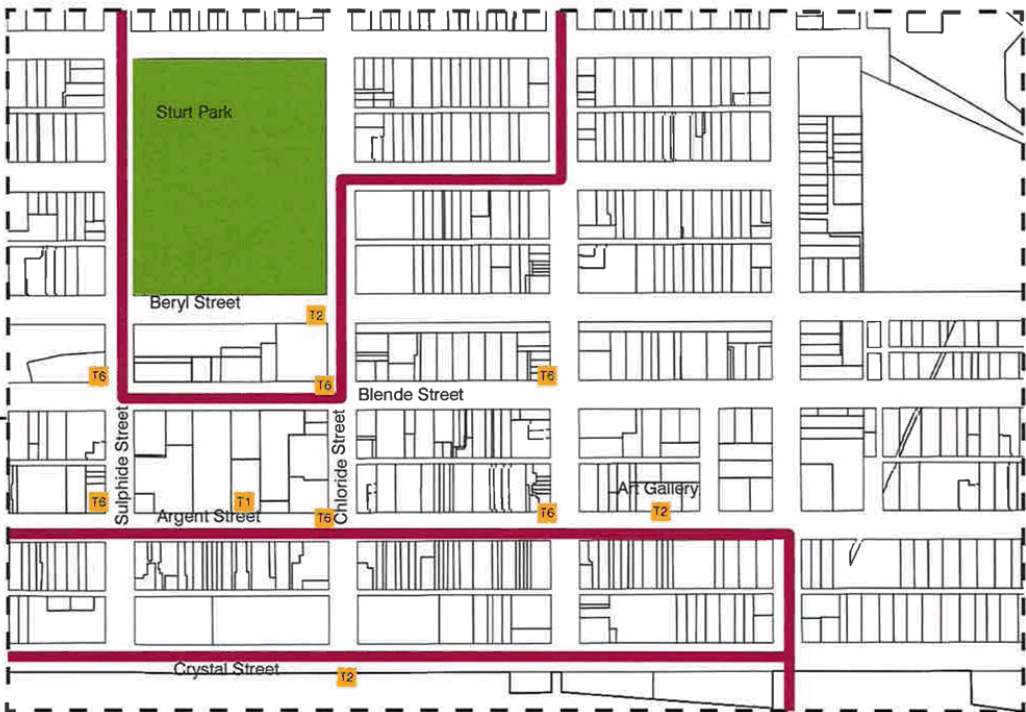 Sturt Park
Beryl Street
T2
T6
T6
T6
Blende Street
Sulphide Street
Chloride Street
T6
T1
Argent Street
T6
T6
Art Gallery
T2
Crystal Street
T2